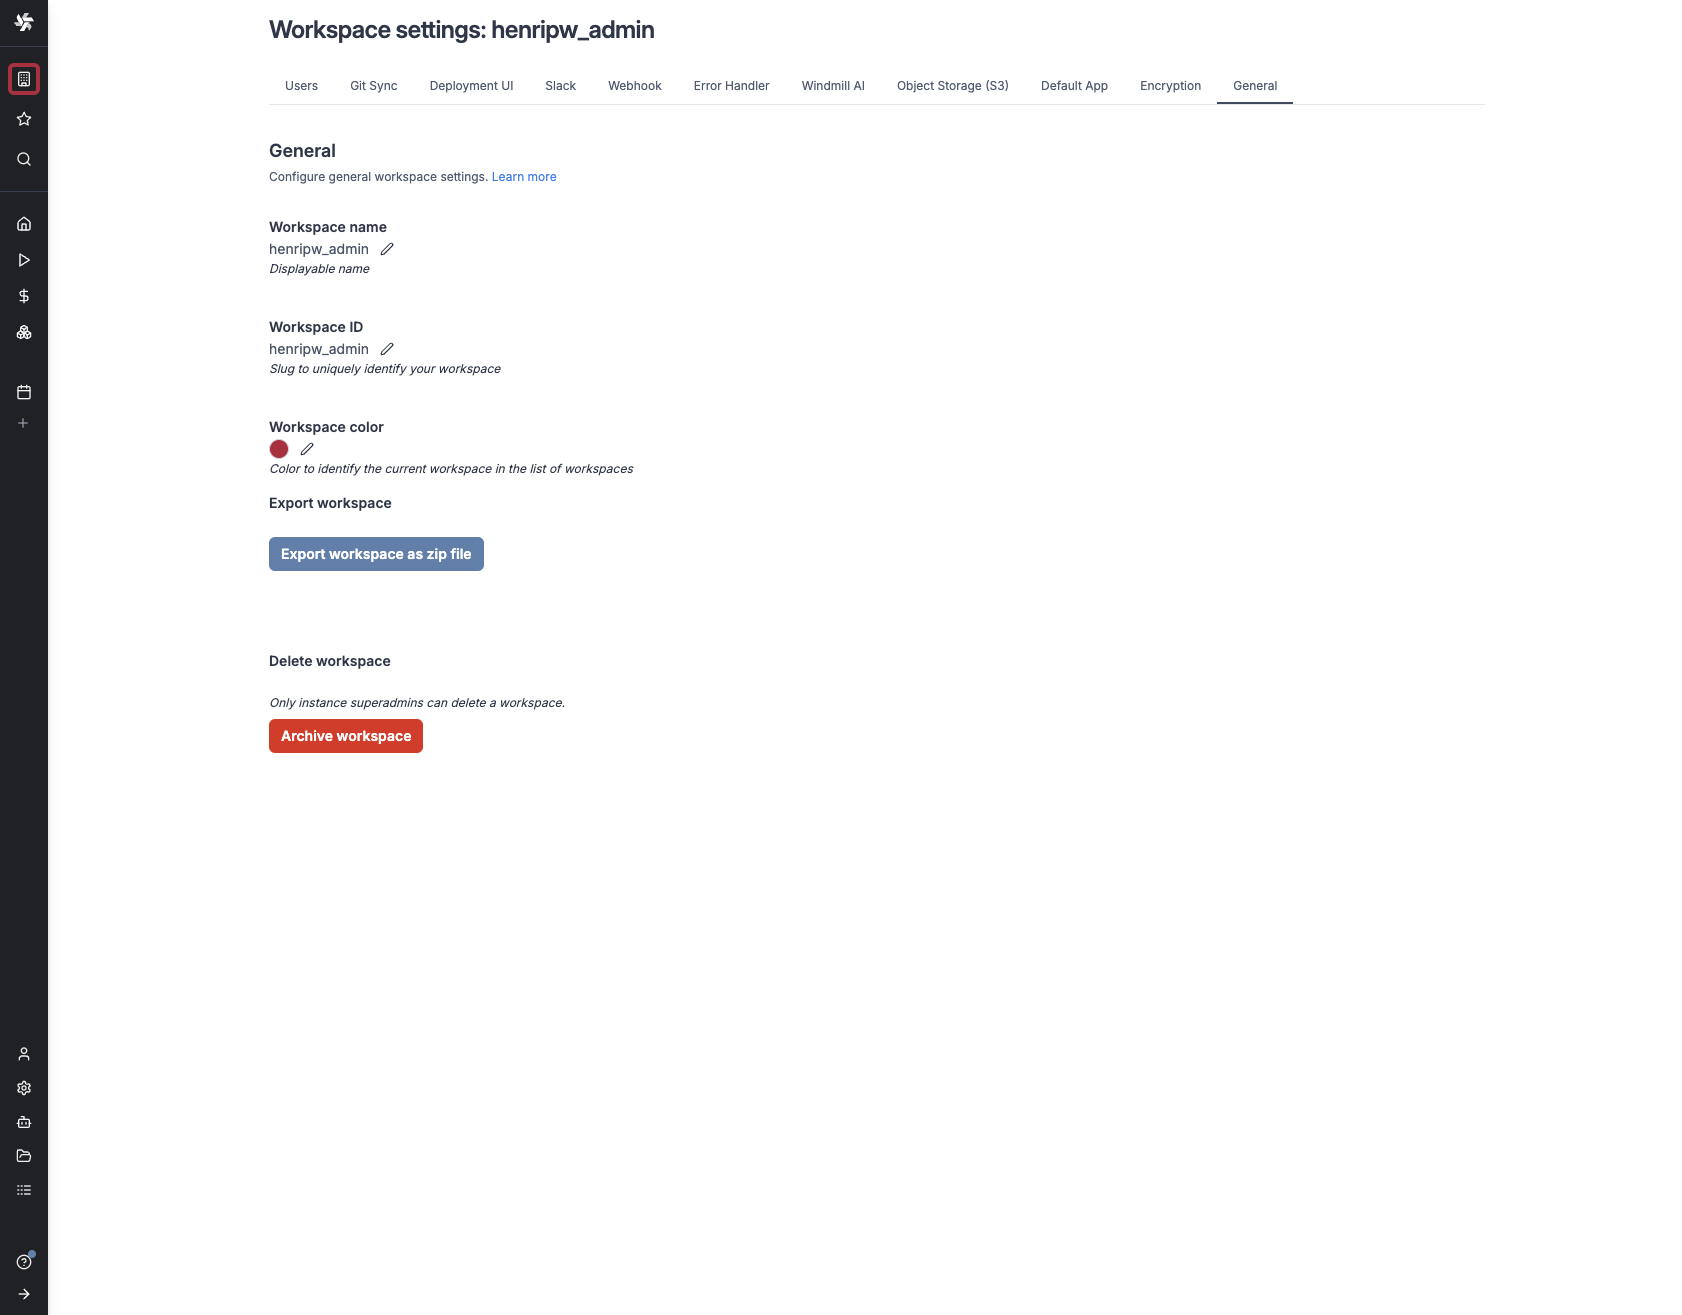 Workspace settings: henripw_admin
Users Git Sync Deployment UI Slack Webhook Error Handler Windmill AI Object Storage (S3) Default App Encryption General
General
Configure general workspace settings. Learn more
Workspace name
henripw_admin
Displayable name
Workspace ID
henripw_admin
Slug to uniquely identify your workspace
Workspace color
Color to identify the current workspace in the list of workspaces
Export workspace
Export workspace as zip file
Delete workspace
Only instance superadmins can delete a workspace.
Archive workspace